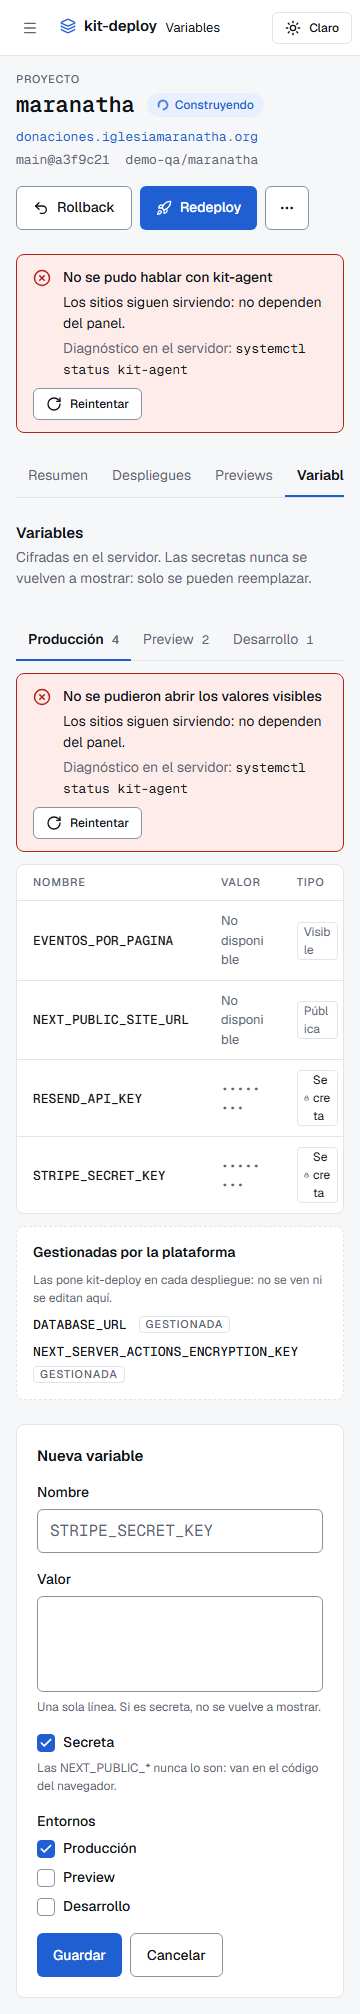 kit-deploy Variables Claro
PROYECTO
maranatha Construyendo
donaciones.iglesiamaranatha.org
main@a3f9c21 demo-qa/maranatha
Rollback Redeploy ...
No se pudo hablar con kit-agent
Los sitios siguen sirviendo: no dependen
del panel.
Diagnóstico en el servidor: systemctl
status kit-agent
Reintentar
Resumen Despliegues Previews Variabl
Variables
Cifradas en el servidor. Las secretas nunca se
vuelven a mostrar: solo se pueden reemplazar.
Producción 4 Preview 2 Desarrollo 1
No se pudieron abrir los valores visibles
Los sitios siguen sirviendo: no dependen
del panel.
Diagnóstico en el servidor: systemctl
status kit-agent
Reintentar
NOMBRE VALOR TIPO
EVENTOS_POR_PAGINA
No
disponi
ble
Visib
le
NEXT_PUBLIC_SITE_URL
No
disponi
ble
Públ
ica
RESEND_API_KEY
•••••
•••
Se
cre
ta
STRIPE_SECRET_KEY
•••••
•••
Se
cre
ta
Gestionadas por la plataforma
Las pone kit-deploy en cada despliegue: no se ven ni
se editan aquí.
DATABASE_URL GESTIONADA
NEXT_SERVER_ACTIONS_ENCRYPTION_KEY
GESTIONADA
Nueva variable
Nombre
STRIPE_SECRET_KEY
Valor
Una sola línea. Si es secreta, no se vuelve a mostrar.
Secreta
Las NEXT_PUBLIC_* nunca lo son: van en el código
del navegador.
Entornos
Producción
Preview
Desarrollo
Guardar Cancelar